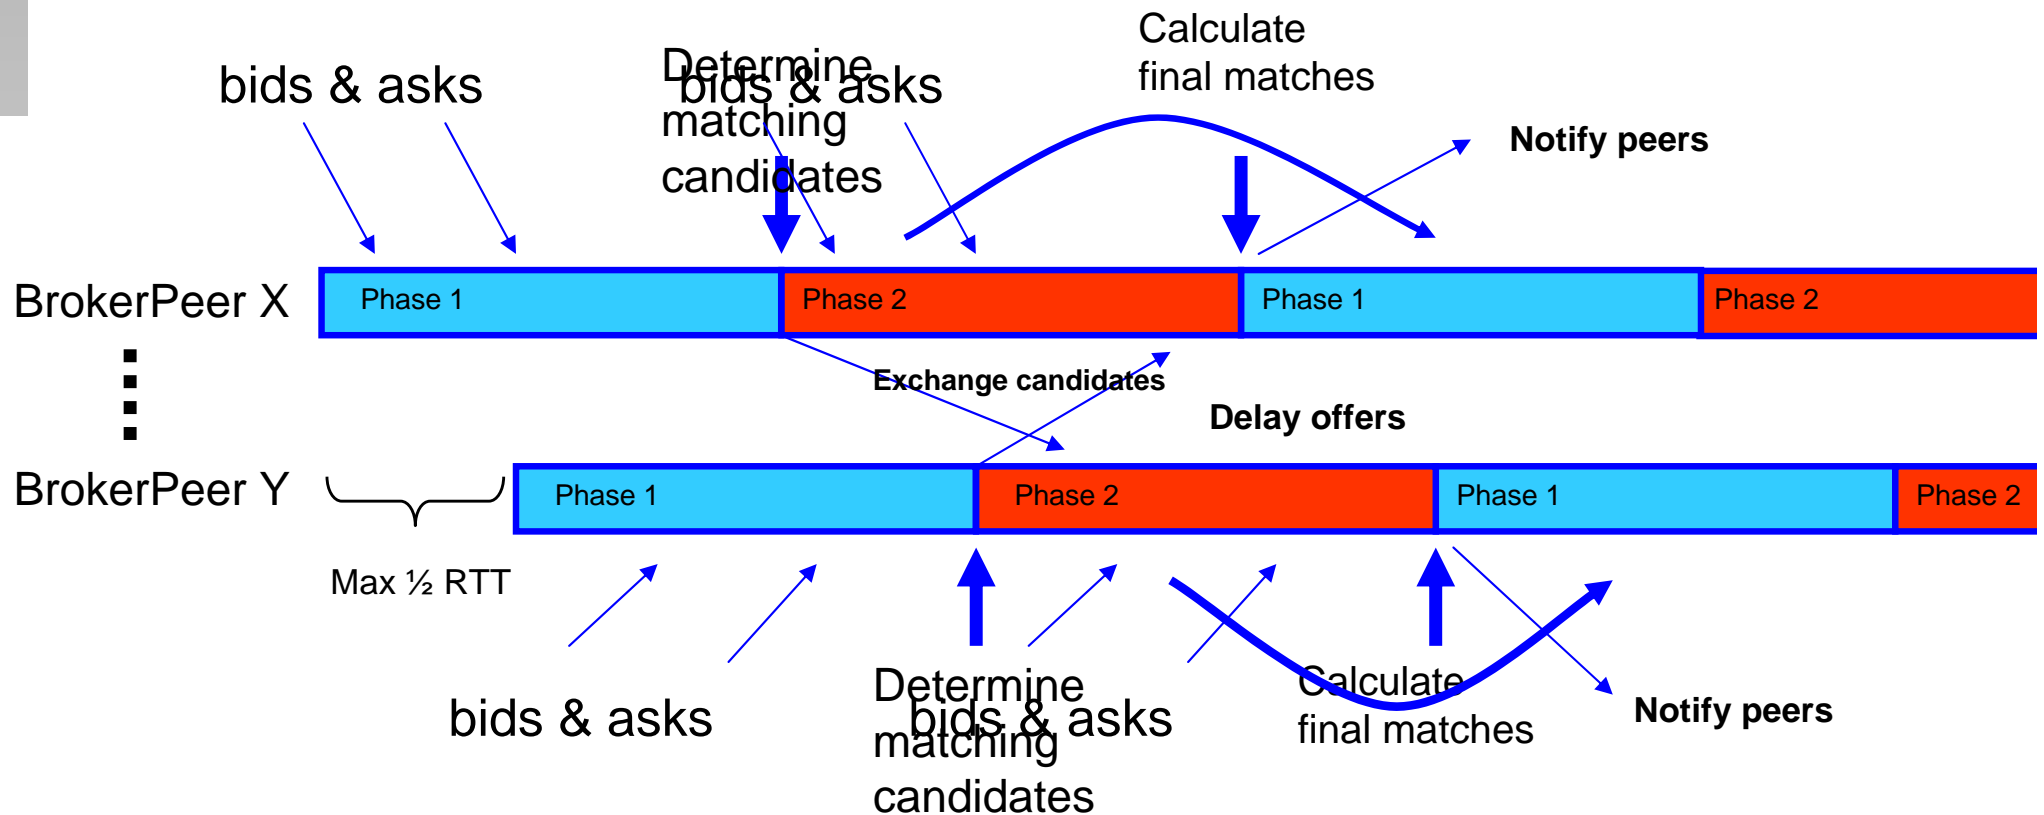 Calculate
final matches
bids & asks
Determine
matching
candidates
bids & asks
Notify peers
BrokerPeer X
Phase 1
Phase 2
Phase 1
Phase 2
Exchange candidates
Delay offers
BrokerPeer Y
Phase 1
Phase 2
Phase 1
Phase 2
Max ½ RTT
bids & asks
Determine
matching
candidates
bids & asks
Calculate
final matches
Notify peers